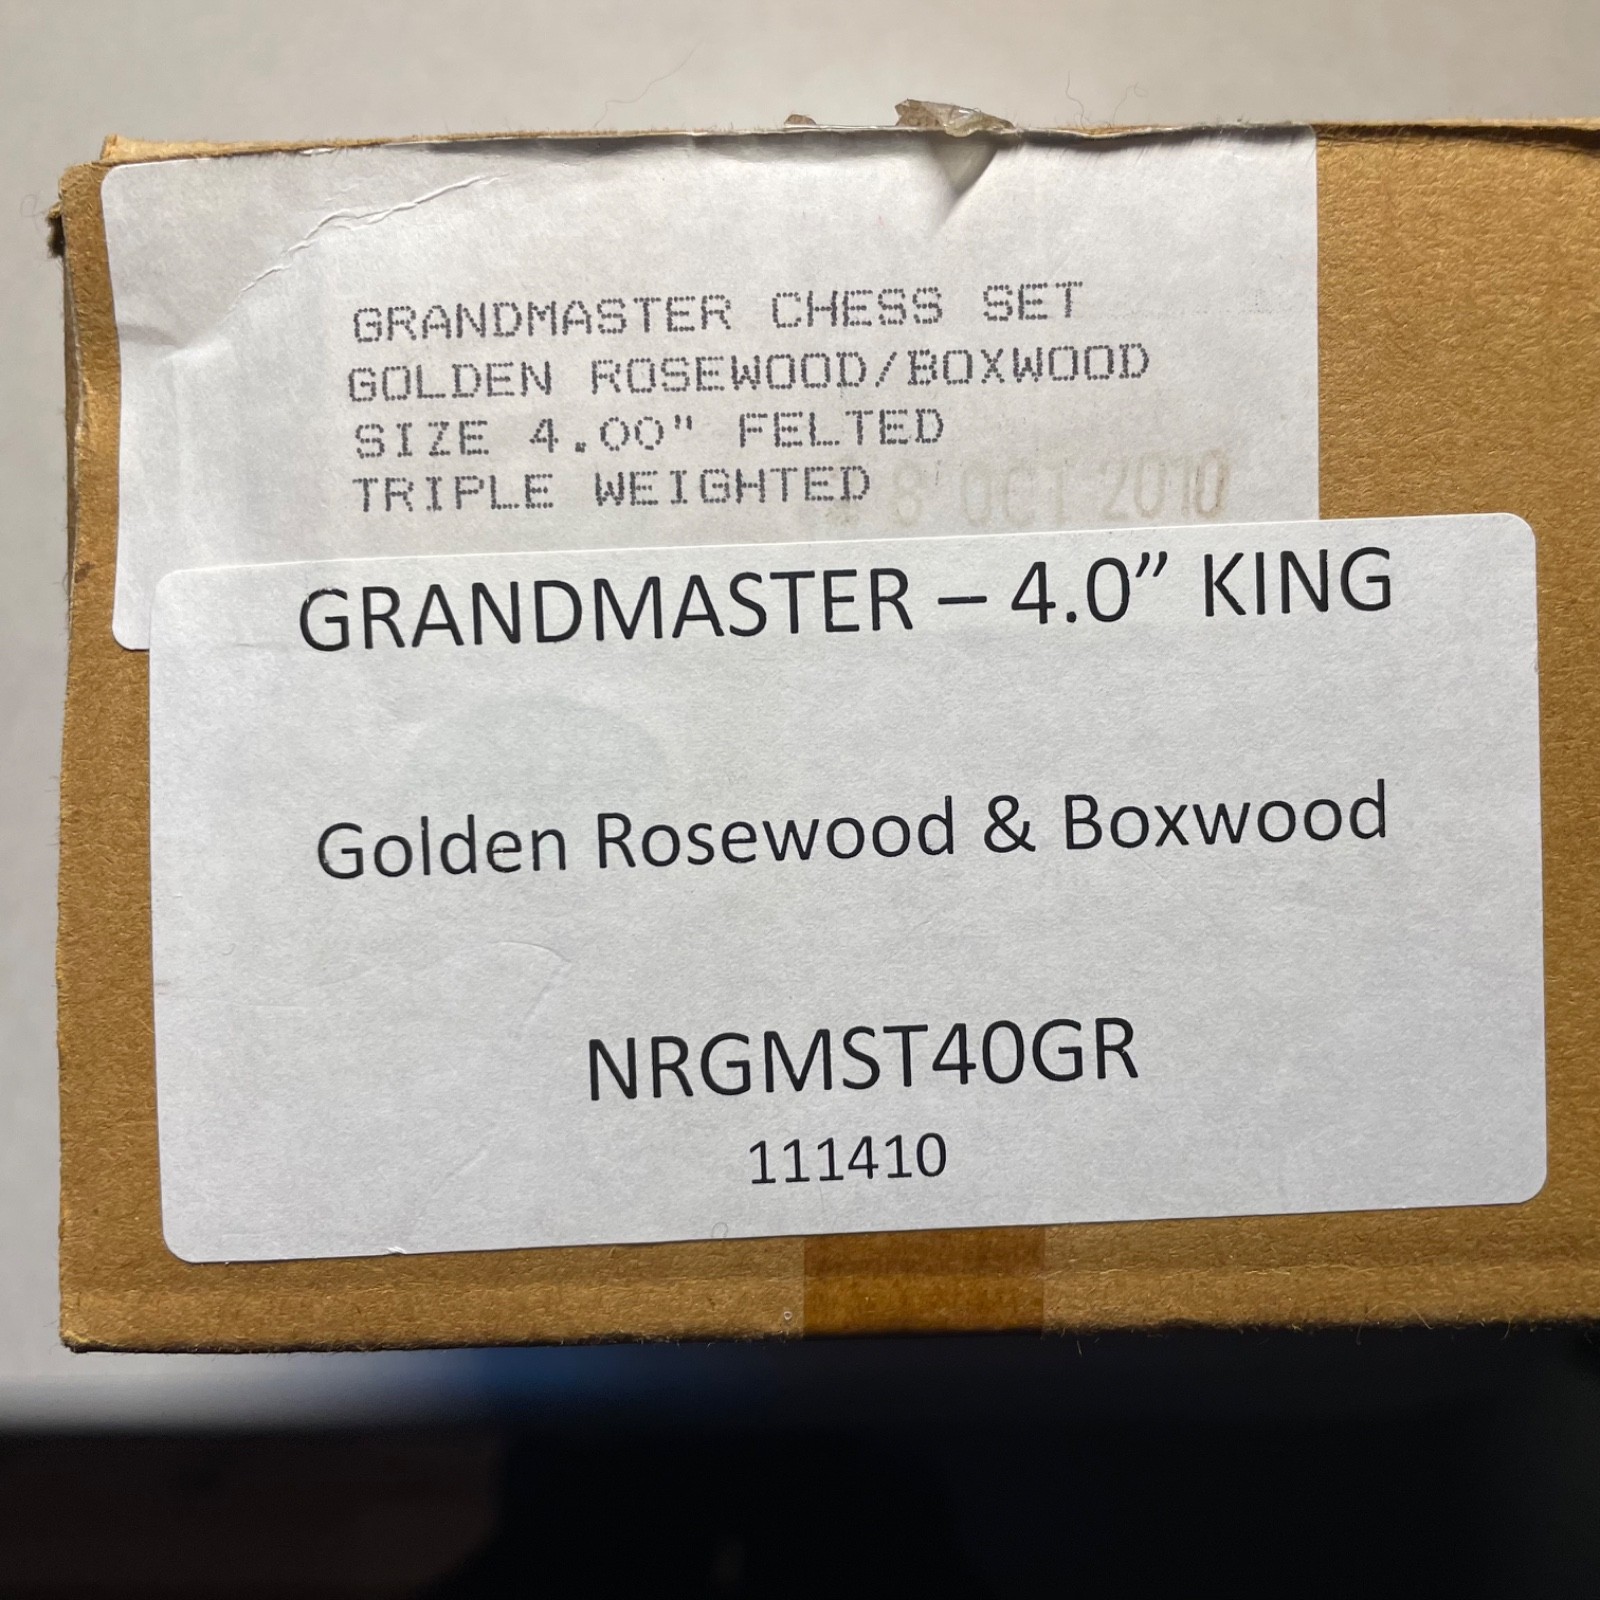 GRANDMASTER CHESS SET
GOLDEN ROSEWOOD/BOXWOOD
SIZE 4.00" FELTED
TRIPLE WEIGHTED
OCT 2010
GRANDMASTER – 4.0” KING
Golden Rosewood & Boxwood
NRGMST40GR
111410